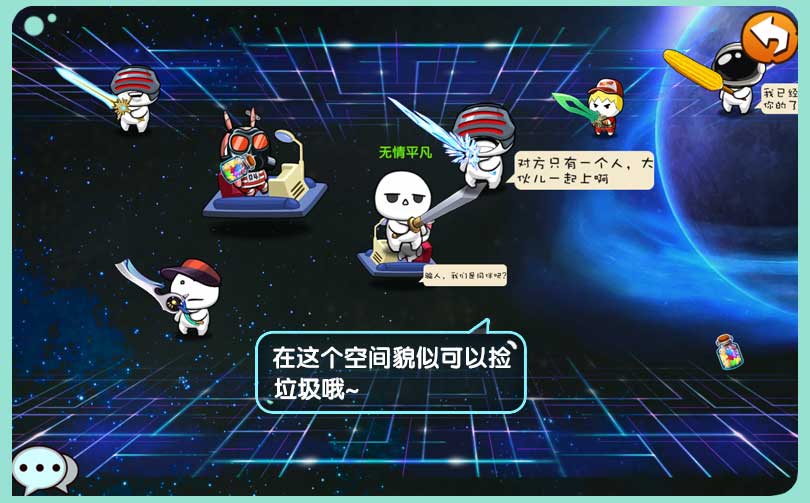 我已经
你的了
无情平凡
对方只有一个人，大
伙儿一起上啊
骗人，我们是同伴吧？
在这个空间貌似可以捡
垃圾哦~